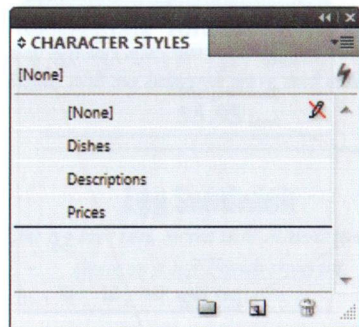 CHARACTER STYLES
[None]
[None]
Dishes
Descriptions
Prices